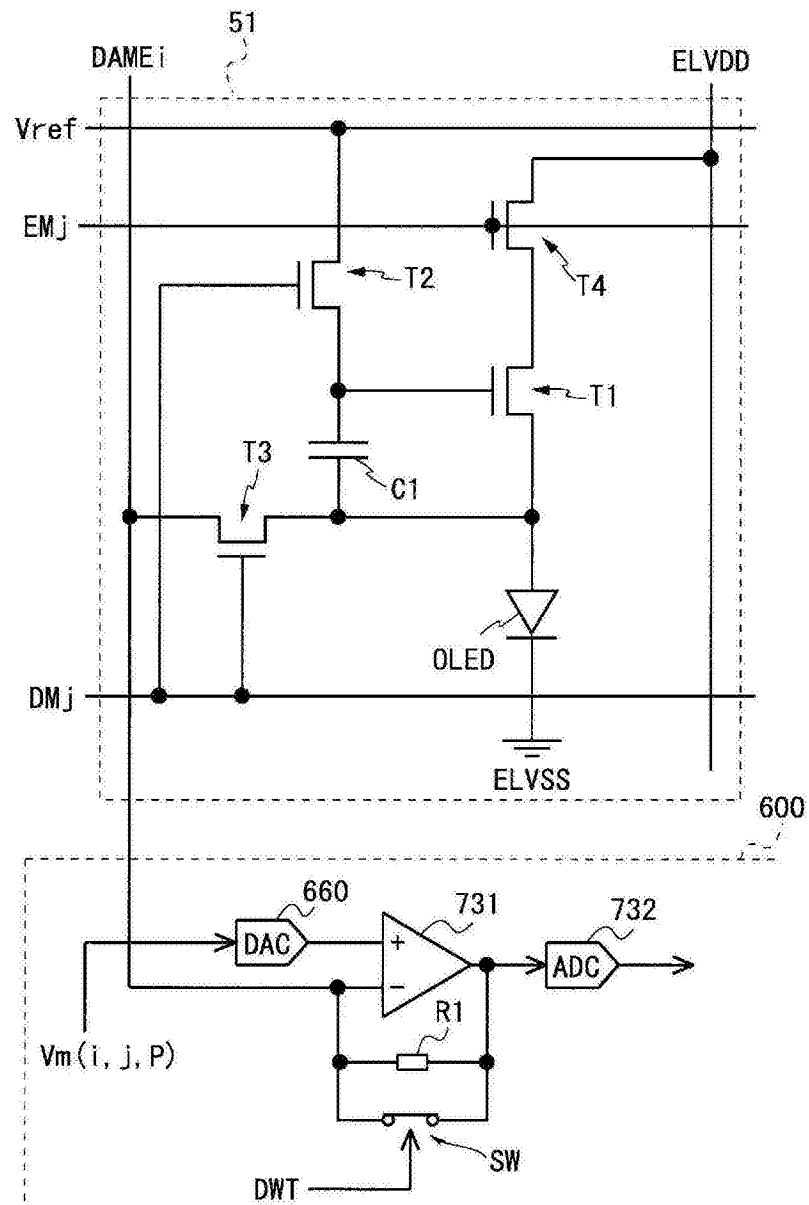 51
DAMEi
ELVDD
Vref
EMj
T2
T4
T1
T3
C1
OLED
DMj
ELVSS
600
660
731
732
DAC
+
−
ADC
R1
Vm(i,j,P)
SW
DWT